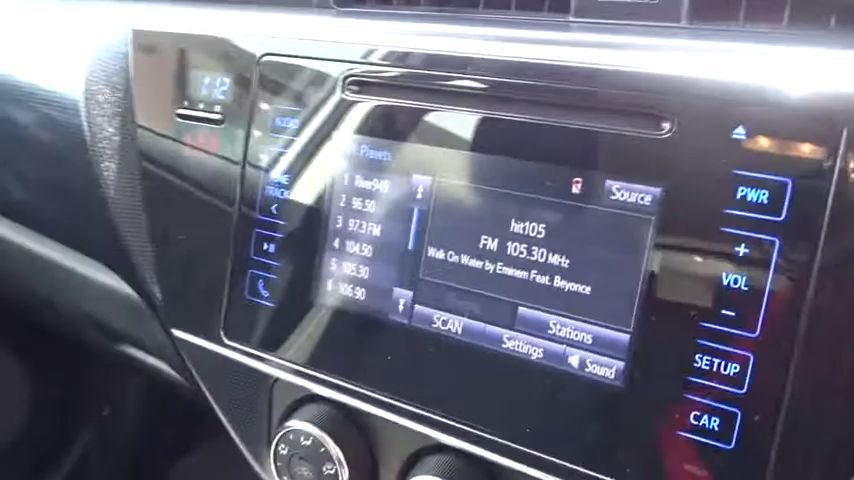 1:12
AUDIO
TUNE
TRACK
PWR
VOL
SETUP
CAR
Presets
1 River949
2 96.50
3 97.3 FM
4 104.50
5 105.30
6 106.90
Source
hit105
FM 105.30 MHz
Walk On Water by Eminem Feat. Beyonc
SCAN
Stations
Settings
Sound